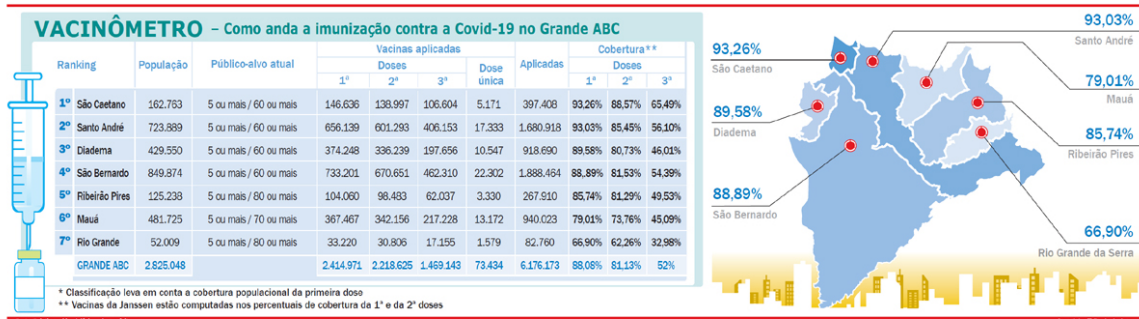 VACINÔMETRO – Como anda a imunização contra a Covid-19 no Grande ABC
Ranking População Público-alvo atual Vacinas aplicadas Aplicadas Cobertura**
Doses Dose única Doses
1ª 2ª 3ª 1ª 2ª 3ª
1º São Caetano 162.763 5 ou mais / 60 ou mais 146.636 138.997 106.604 5.171 397.408 93,26% 88,57% 65,49%
2º Santo André 723.889 5 ou mais / 60 ou mais 656.139 601.293 406.153 17.333 1.680.918 93,03% 85,45% 56,10%
3º Diadema 429.550 5 ou mais / 60 ou mais 374.248 336.239 197.656 10.547 918.690 89,58% 80,73% 46,01%
4º São Bernardo 849.874 5 ou mais / 60 ou mais 733.201 670.651 462.310 22.302 1.888.464 88,89% 81,53% 54,39%
5º Ribeirão Pires 125.238 5 ou mais / 80 ou mais 104.060 98.483 62.037 3.330 267.910 85,74% 81,29% 49,53%
6º Mauá 481.725 5 ou mais / 70 ou mais 367.467 342.156 217.228 13.172 940.023 79,01% 73,76% 45,09%
7º Rio Grande 52.009 5 ou mais / 80 ou mais 33.220 30.806 17.155 1.579 82.760 66,90% 62,26% 32,98%
GRANDE ABC 2.825.048 2.414.971 2.218.625 1.469.143 73.434 6.176.173 88,08% 81,13% 52%
* Classificação leva em conta a cobertura populacional da primeira dose
** Vacinas da Janssen estão computadas nos percentuais de cobertura da 1ª e da 2ª doses
93,26%
São Caetano
89,58%
Diadema
88,89%
São Bernardo
93,03%
Santo André
79,01%
Mauá
85,74%
Ribeirão Pires
66,90%
Rio Grande da Serra